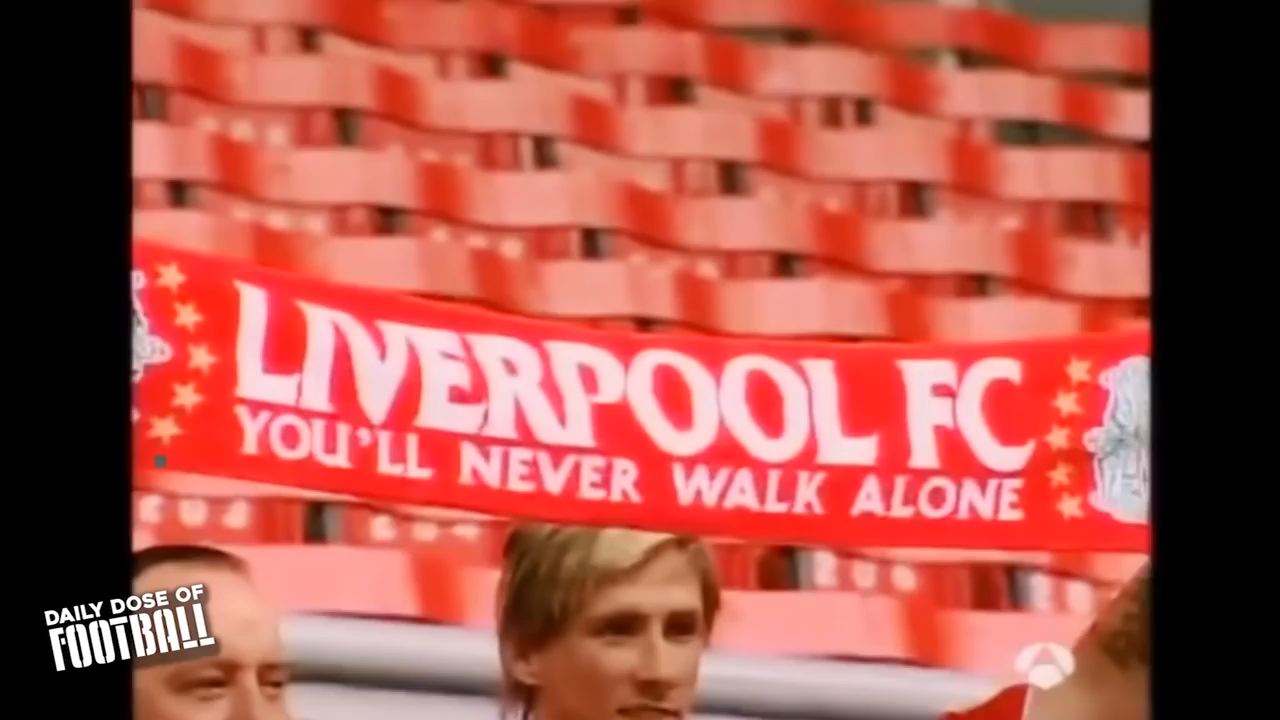 LIVERPOOL FC
YOU'LL NEVER WALK ALONE
DAILY DOSE OF
FOOTBALL